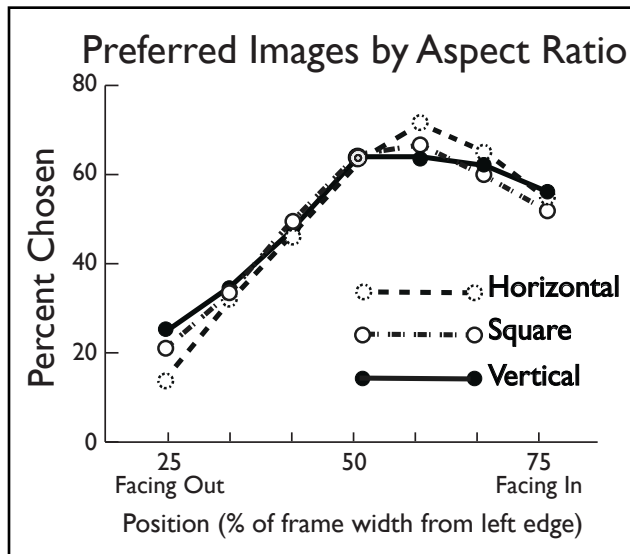 Preferred Images by Aspect Ratio
80
60
40
20
0
Percent Chosen
Horizontal
Square
Vertical
25 50 75
Facing Out Facing In
Position (% of frame width from left edge)